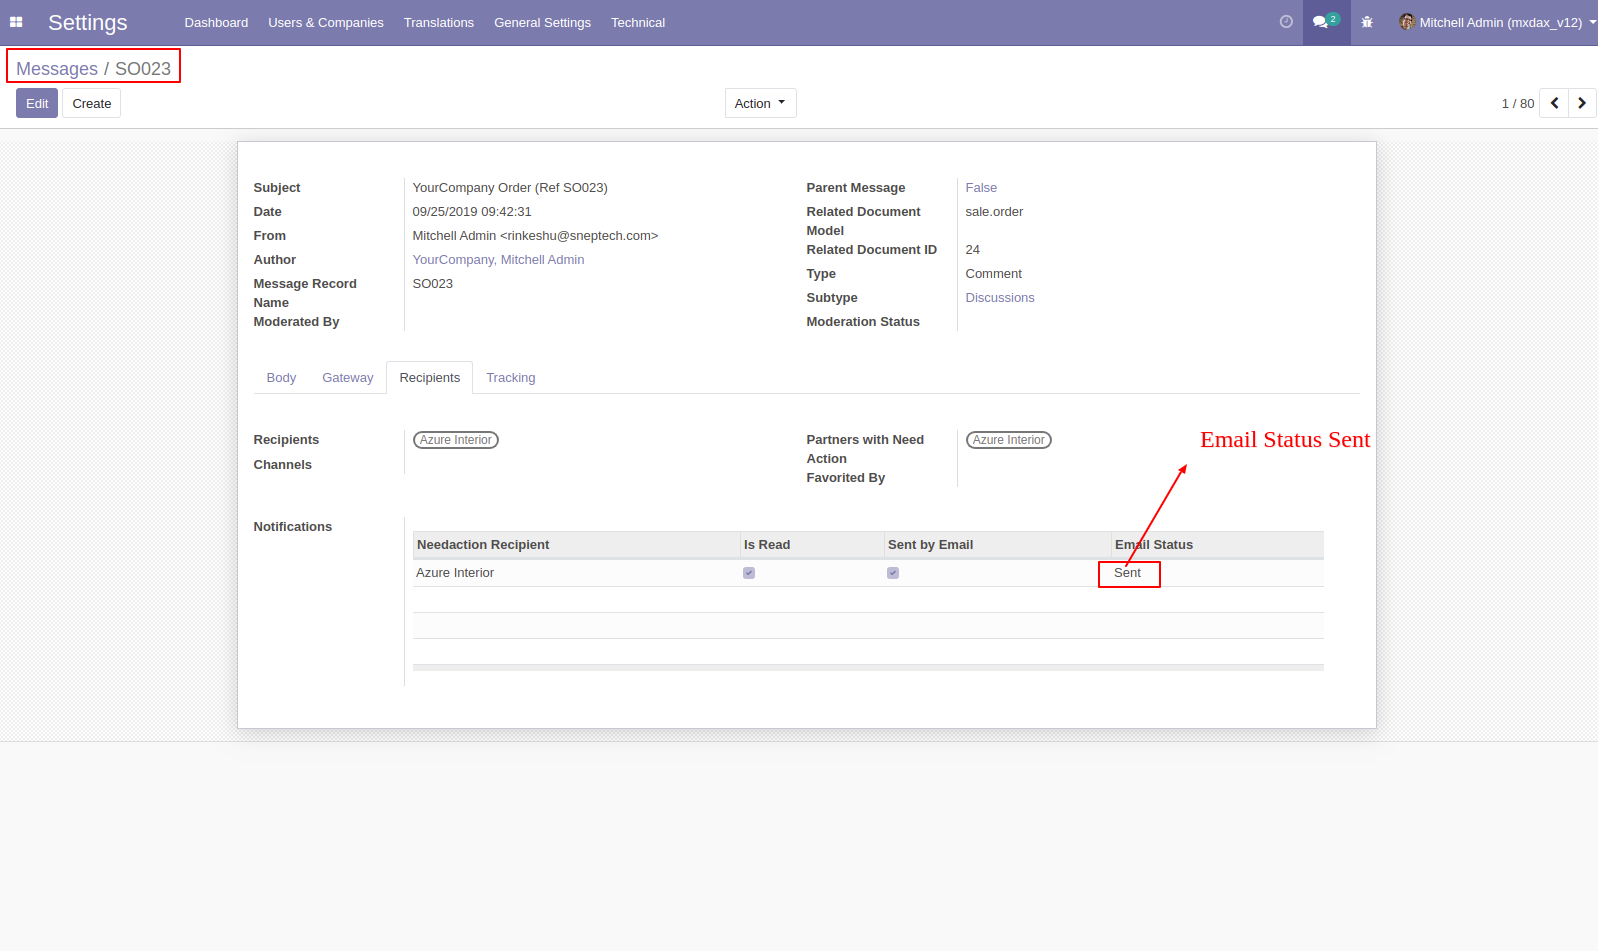 Settings Dashboard Users & Companies Translations General Settings Technical 2 Mitchell Admin (mxdax_v12)
Messages / SO023
Edit Create Action 1 / 80
Subject YourCompany Order (Ref SO023)
Date 09/25/2019 09:42:31
From Mitchell Admin <rinkeshu@sneptech.com>
Author YourCompany, Mitchell Admin
Message Record
Name
SO023
Moderated By
Parent Message False
Related Document
Model
sale.order
Related Document ID 24
Type Comment
Subtype Discussions
Moderation Status
Body Gateway Recipients Tracking
Recipients Azure Interior
Channels
Partners with Need
Action
Azure Interior
Favorited By
Email Status Sent
Notifications
Needaction Recipient Is Read Sent by Email Email Status
Azure Interior Sent